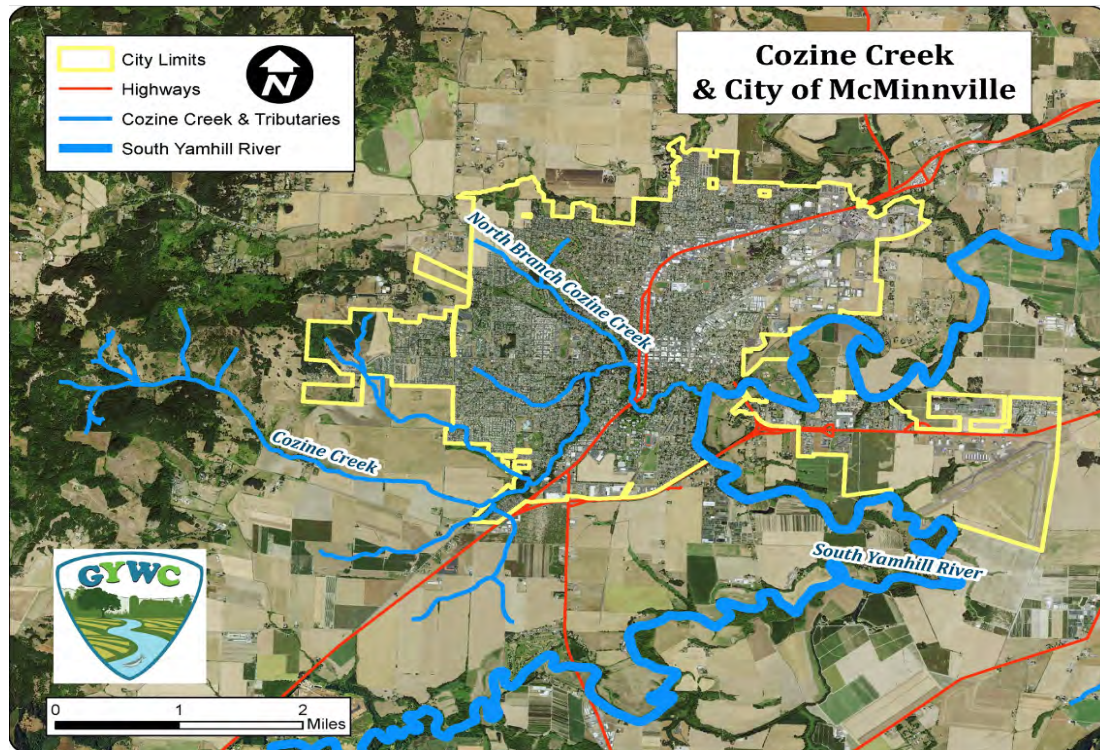 City Limits
Highways
Cozine Creek & Tributaries
South Yamhill River
N
Cozine Creek
& City of McMinnville
North Branch Cozine Creek
Cozine Creek
South Yamhill River
GYWC
0 1 2
Miles